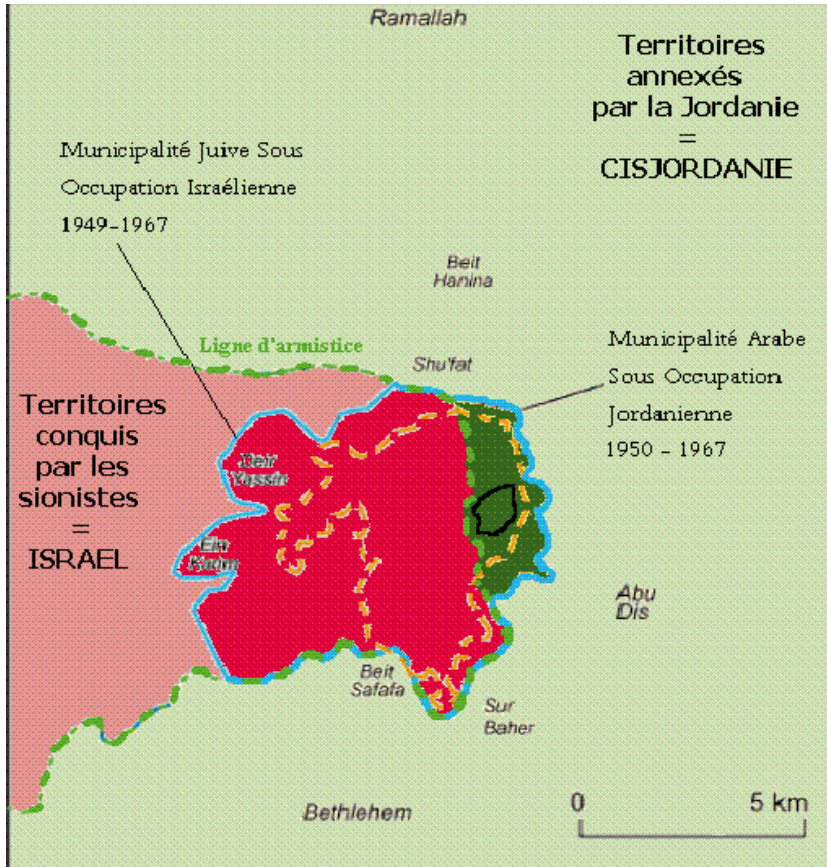 Ramallah
Territoires
annexés
par la Jordanie
=
CISJORDANIE
Municipalité Juive Sous
Occupation Israélienne
1949-1967
Beit
Hanina
Ligne d'armistice
Shu'fat
Municipalité Arabe
Sous Occupation
Jordanienne
1950 - 1967
Territoires
conquis
par les
sionistes
=
ISRAEL
Deir
Yassin
Ein
Karim
Abu
Dis
Beit
Safafa
Sur
Baher
Bethlehem
0 5 km